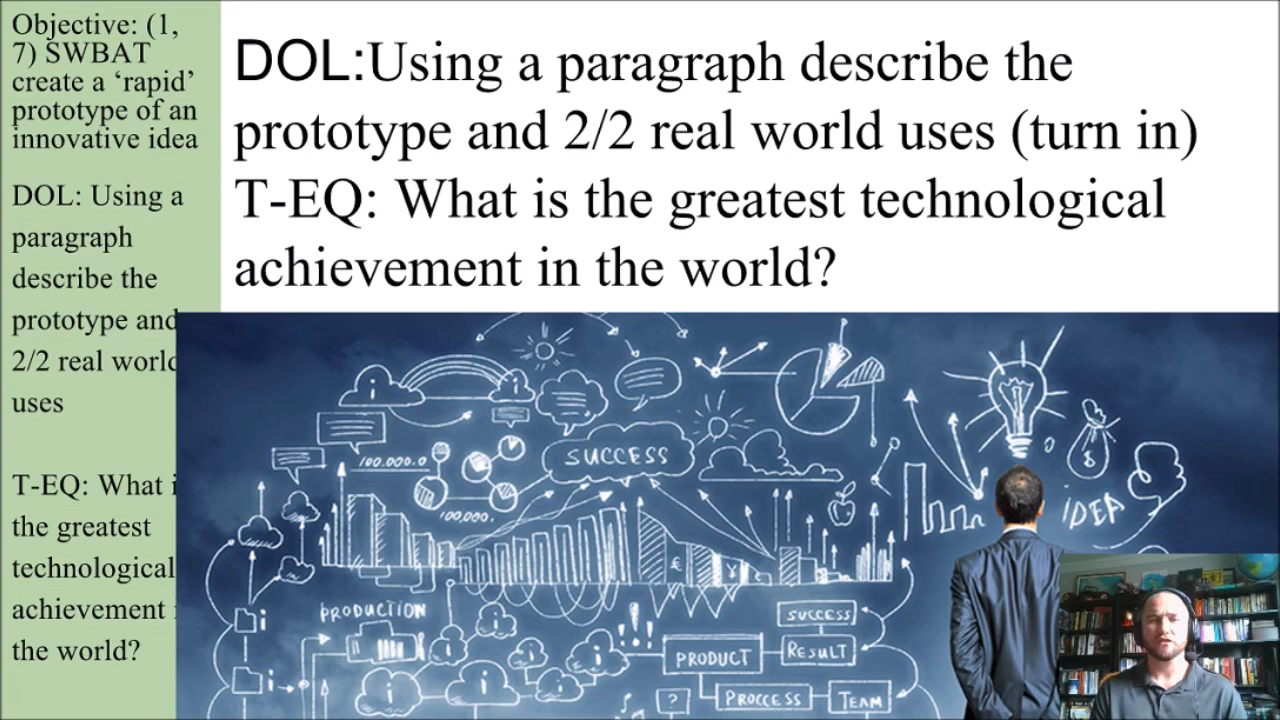 Objective: (1,
7) SWBAT
create a ‘rapid’
prototype of an
innovative idea
DOL: Using a
paragraph
describe the
prototype and
2/2 real world
uses
T-EQ: What
the greatest
technological
achievement
the world?
DOL:Using a paragraph describe the
prototype and 2/2 real world uses (turn in)
T-EQ: What is the greatest technological
achievement in the world?
SUCCESS
100.000.0
100,000.
IDEA
PRODUCTION
!!!
SUCCESS
PRODUCT
RESULT
?
PROCCESS
TEAM
i
i
i
i
i
i
i
i
$
£
¥